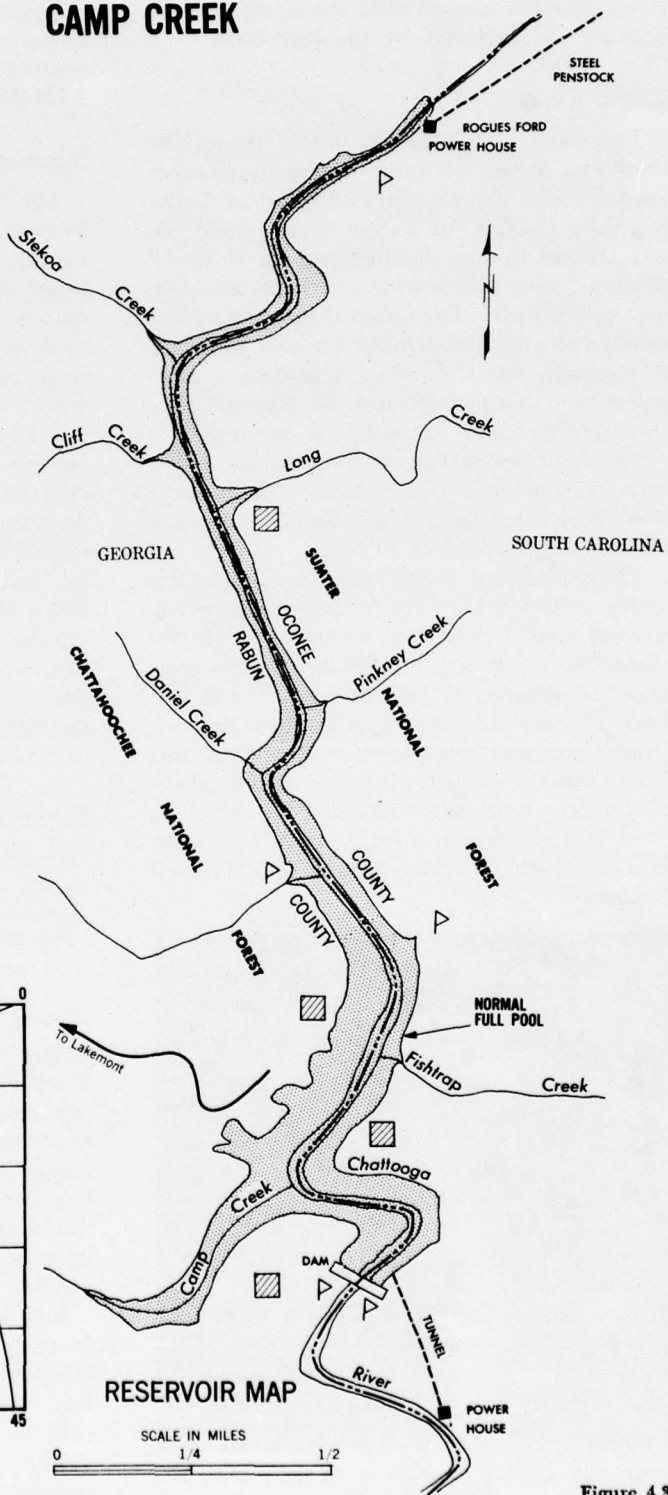 CAMP CREEK
STEEL
PENSTOCK
ROGUES FORD
POWER HOUSE
N
Stekoa
Creek
Cliff Creek
Long
Creek
GEORGIA
SOUTH CAROLINA
SUMTER
OCONEE
RABUN
Pinkney Creek
NATIONAL
CHATTAHOOCHEE
Daniel Creek
NATIONAL
COUNTY
FOREST
COUNTY
FOREST
0
NORMAL
FULL POOL
To Lakemont
Fishtrap
Creek
Chattooga
Creek
Camp
DAM
TUNNEL
River
45
RESERVOIR MAP
POWER
HOUSE
SCALE IN MILES
0 1/4 1/2